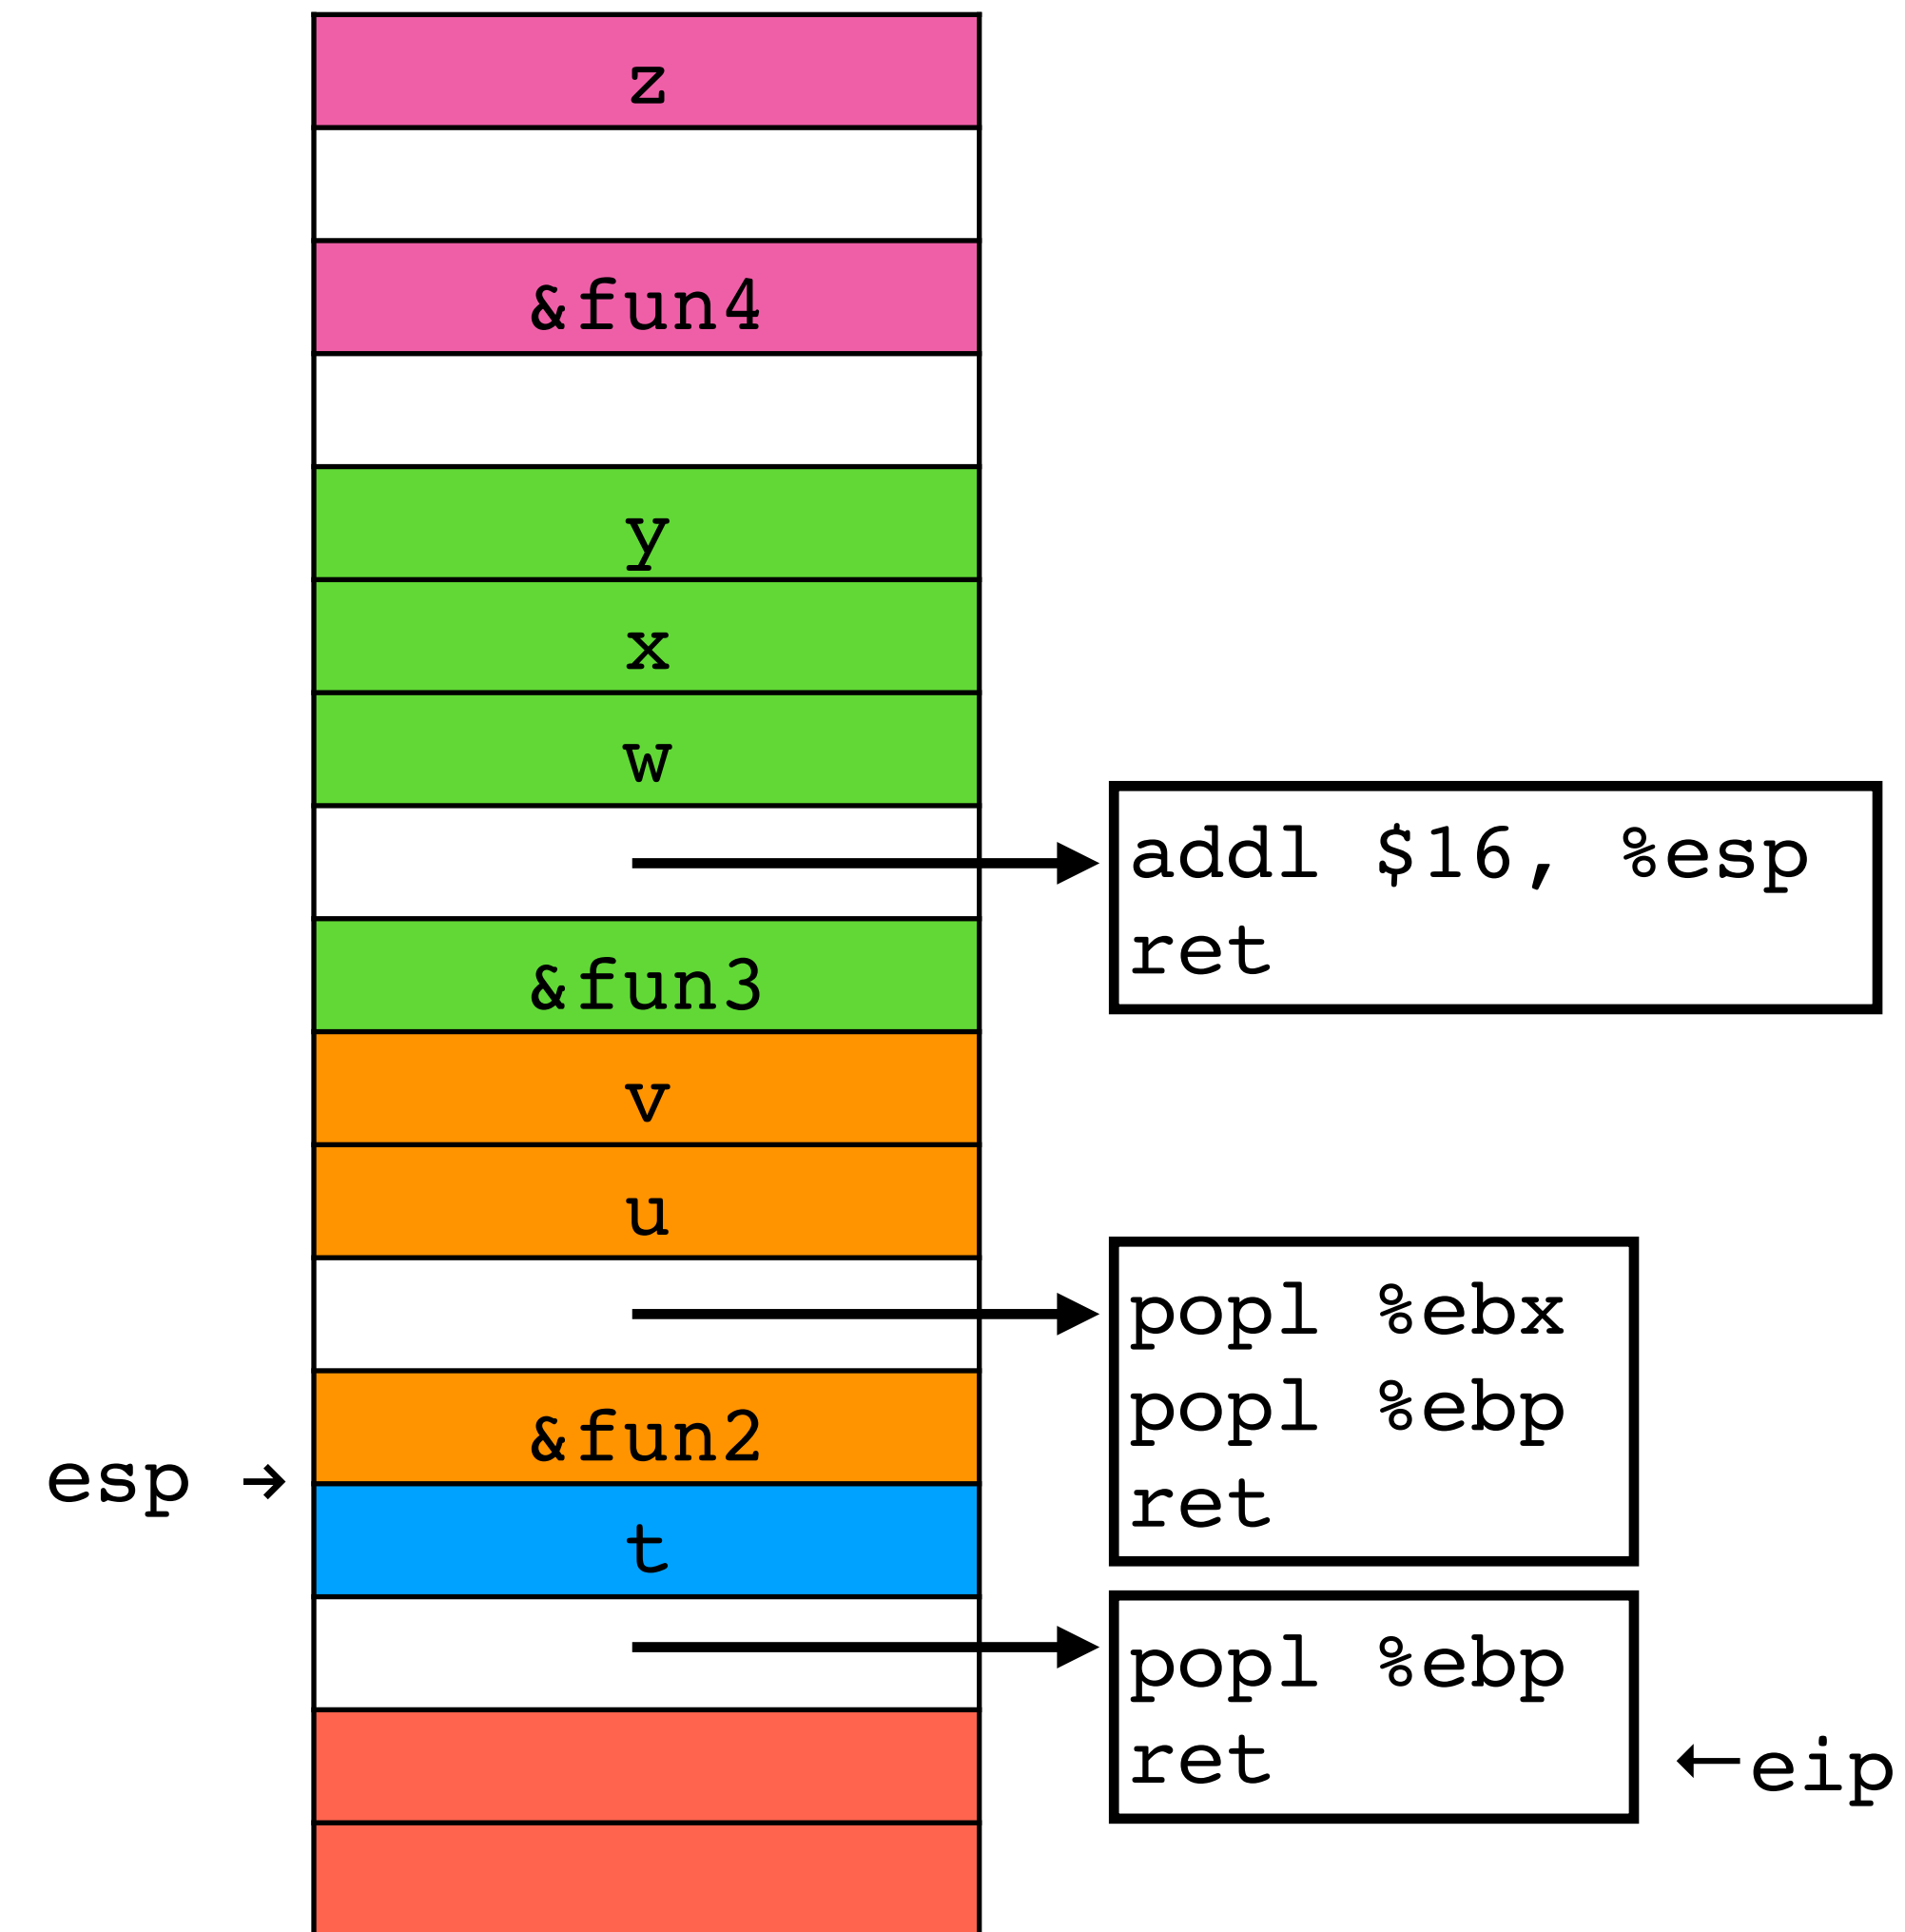 z
&fun4
y
x
w
addl $16, %esp
ret
&fun3
v
u
popl %ebx
popl %ebp
ret
&fun2
esp →
t
popl %ebp
ret
←eip